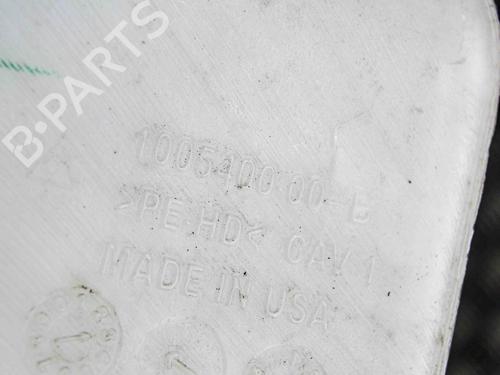 B·PARTS
1005400-00-E
>PE-HD< CAV 1
MADE IN USA